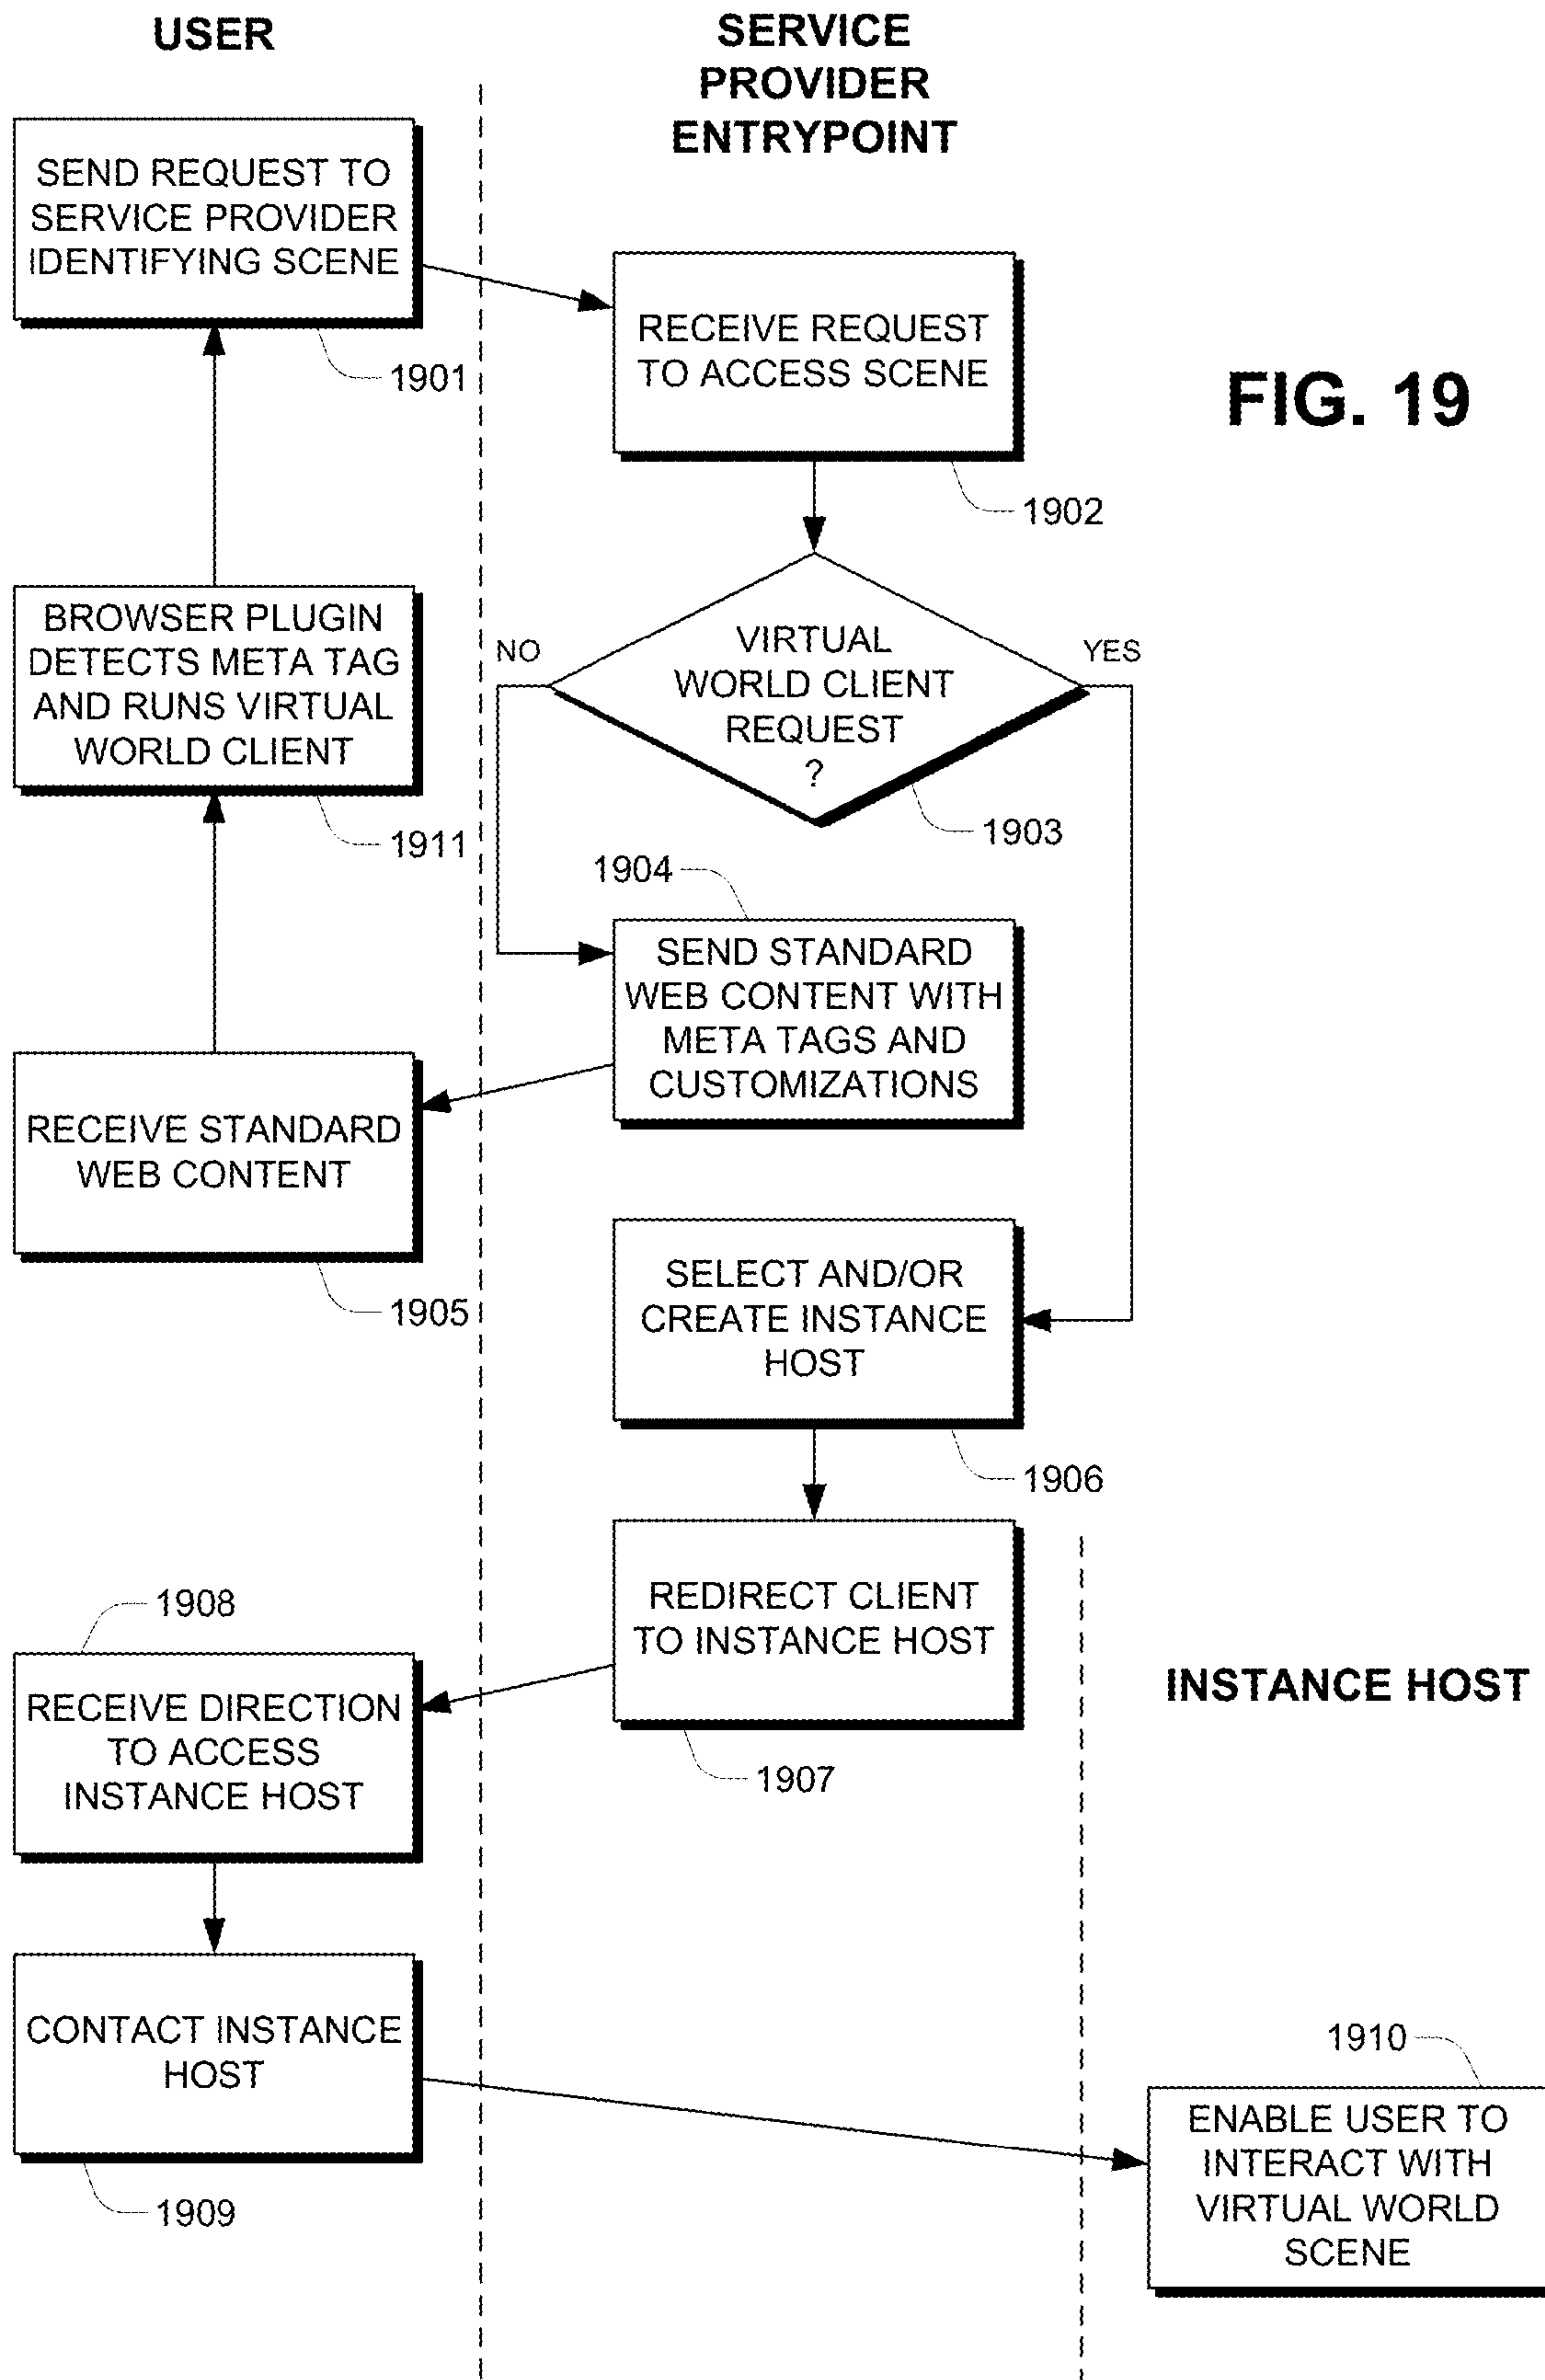 USER
SERVICE
PROVIDER
ENTRYPOINT
SEND REQUEST TO
SERVICE PROVIDER
IDENTIFYING SCENE
1901
RECEIVE REQUEST
TO ACCESS SCENE
1902
FIG. 19
BROWSER PLUGIN
DETECTS META TAG
AND RUNS VIRTUAL
WORLD CLIENT
1911
NO
VIRTUAL
WORLD CLIENT
REQUEST
?
YES
1903
1904
SEND STANDARD
WEB CONTENT WITH
META TAGS AND
CUSTOMIZATIONS
RECEIVE STANDARD
WEB CONTENT
1905
SELECT AND/OR
CREATE INSTANCE
HOST
1906
REDIRECT CLIENT
TO INSTANCE HOST
1907
1908
RECEIVE DIRECTION
TO ACCESS
INSTANCE HOST
INSTANCE HOST
CONTACT INSTANCE
HOST
1909
1910
ENABLE USER TO
INTERACT WITH
VIRTUAL WORLD
SCENE